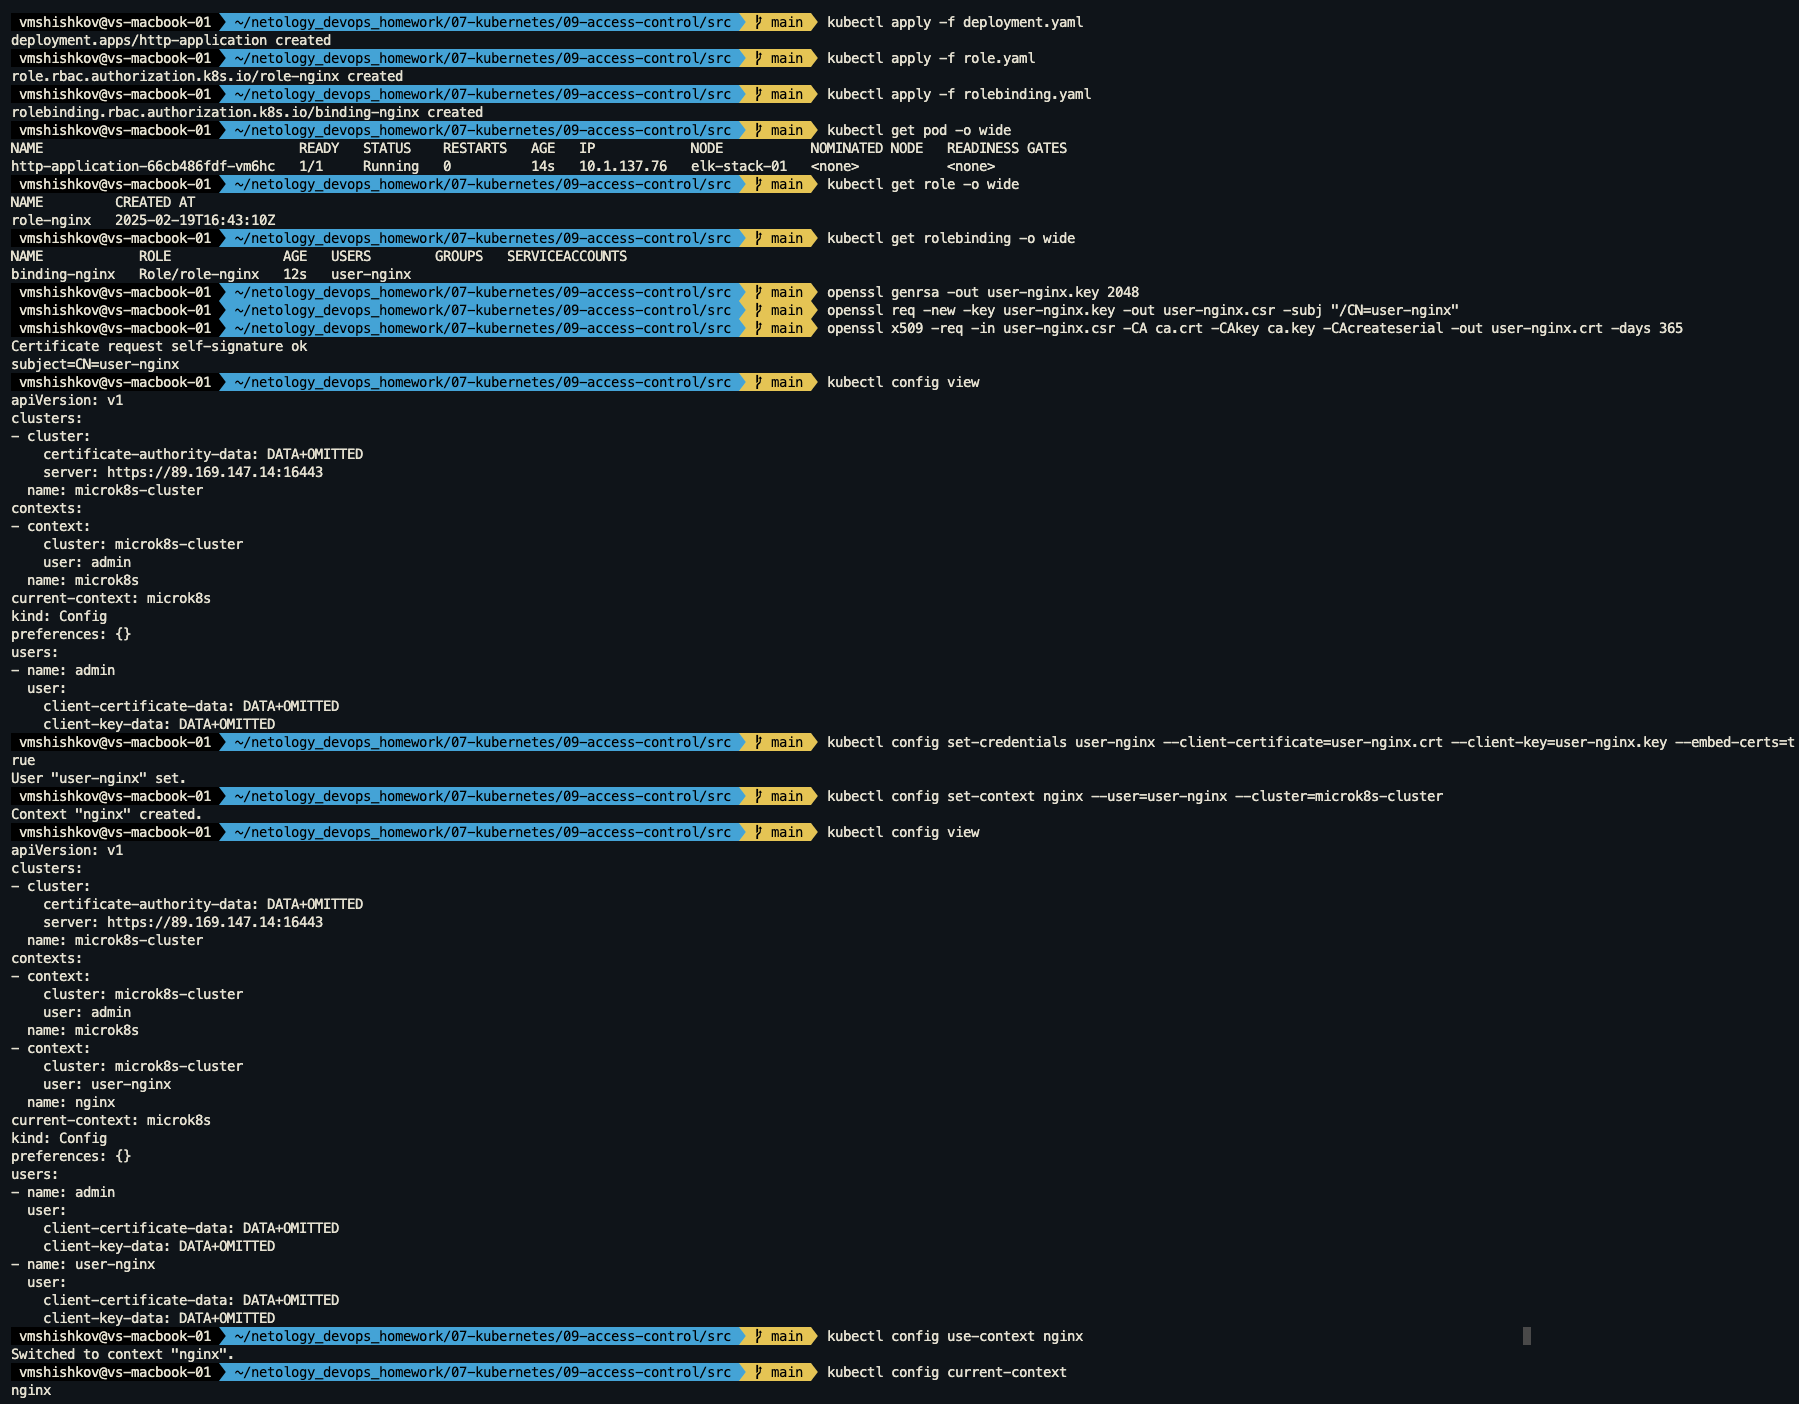 vmshishkov@vs-macbook-01 ~/netology_devops_homework/07-kubernetes/09-access-control/src main kubectl apply -f deployment.yaml
deployment.apps/http-application created
vmshishkov@vs-macbook-01 ~/netology_devops_homework/07-kubernetes/09-access-control/src main kubectl apply -f role.yaml
role.rbac.authorization.k8s.io/role-nginx created
vmshishkov@vs-macbook-01 ~/netology_devops_homework/07-kubernetes/09-access-control/src main kubectl apply -f rolebinding.yaml
rolebinding.rbac.authorization.k8s.io/binding-nginx created
vmshishkov@vs-macbook-01 ~/netology_devops_homework/07-kubernetes/09-access-control/src main kubectl get pod -o wide
NAME READY STATUS RESTARTS AGE IP NODE NOMINATED NODE READINESS GATES
http-application-66cb486fdf-vm6hc 1/1 Running 0 14s 10.1.137.76 elk-stack-01 <none> <none>
vmshishkov@vs-macbook-01 ~/netology_devops_homework/07-kubernetes/09-access-control/src main kubectl get role -o wide
NAME CREATED AT
role-nginx 2025-02-19T16:43:10Z
vmshishkov@vs-macbook-01 ~/netology_devops_homework/07-kubernetes/09-access-control/src main kubectl get rolebinding -o wide
NAME ROLE AGE USERS GROUPS SERVICEACCOUNTS
binding-nginx Role/role-nginx 12s user-nginx
vmshishkov@vs-macbook-01 ~/netology_devops_homework/07-kubernetes/09-access-control/src main openssl genrsa -out user-nginx.key 2048
vmshishkov@vs-macbook-01 ~/netology_devops_homework/07-kubernetes/09-access-control/src main openssl req -new -key user-nginx.key -out user-nginx.csr -subj "/CN=user-nginx"
vmshishkov@vs-macbook-01 ~/netology_devops_homework/07-kubernetes/09-access-control/src main openssl x509 -req -in user-nginx.csr -CA ca.crt -CAkey ca.key -CAcreateserial -out user-nginx.crt -days 365
Certificate request self-signature ok
subject=CN=user-nginx
vmshishkov@vs-macbook-01 ~/netology_devops_homework/07-kubernetes/09-access-control/src main kubectl config view
apiVersion: v1
clusters:
- cluster:
    certificate-authority-data: DATA+OMITTED
    server: https://89.169.147.14:16443
  name: microk8s-cluster
contexts:
- context:
    cluster: microk8s-cluster
    user: admin
  name: microk8s
current-context: microk8s
kind: Config
preferences: {}
users:
- name: admin
  user:
    client-certificate-data: DATA+OMITTED
    client-key-data: DATA+OMITTED
vmshishkov@vs-macbook-01 ~/netology_devops_homework/07-kubernetes/09-access-control/src main kubectl config set-credentials user-nginx --client-certificate=user-nginx.crt --client-key=user-nginx.key --embed-certs=t
rue
User "user-nginx" set.
vmshishkov@vs-macbook-01 ~/netology_devops_homework/07-kubernetes/09-access-control/src main kubectl config set-context nginx --user=user-nginx --cluster=microk8s-cluster
Context "nginx" created.
vmshishkov@vs-macbook-01 ~/netology_devops_homework/07-kubernetes/09-access-control/src main kubectl config view
apiVersion: v1
clusters:
- cluster:
    certificate-authority-data: DATA+OMITTED
    server: https://89.169.147.14:16443
  name: microk8s-cluster
contexts:
- context:
    cluster: microk8s-cluster
    user: admin
  name: microk8s
- context:
    cluster: microk8s-cluster
    user: user-nginx
  name: nginx
current-context: microk8s
kind: Config
preferences: {}
users:
- name: admin
  user:
    client-certificate-data: DATA+OMITTED
    client-key-data: DATA+OMITTED
- name: user-nginx
  user:
    client-certificate-data: DATA+OMITTED
    client-key-data: DATA+OMITTED
vmshishkov@vs-macbook-01 ~/netology_devops_homework/07-kubernetes/09-access-control/src main kubectl config use-context nginx
Switched to context "nginx".
vmshishkov@vs-macbook-01 ~/netology_devops_homework/07-kubernetes/09-access-control/src main kubectl config current-context
nginx